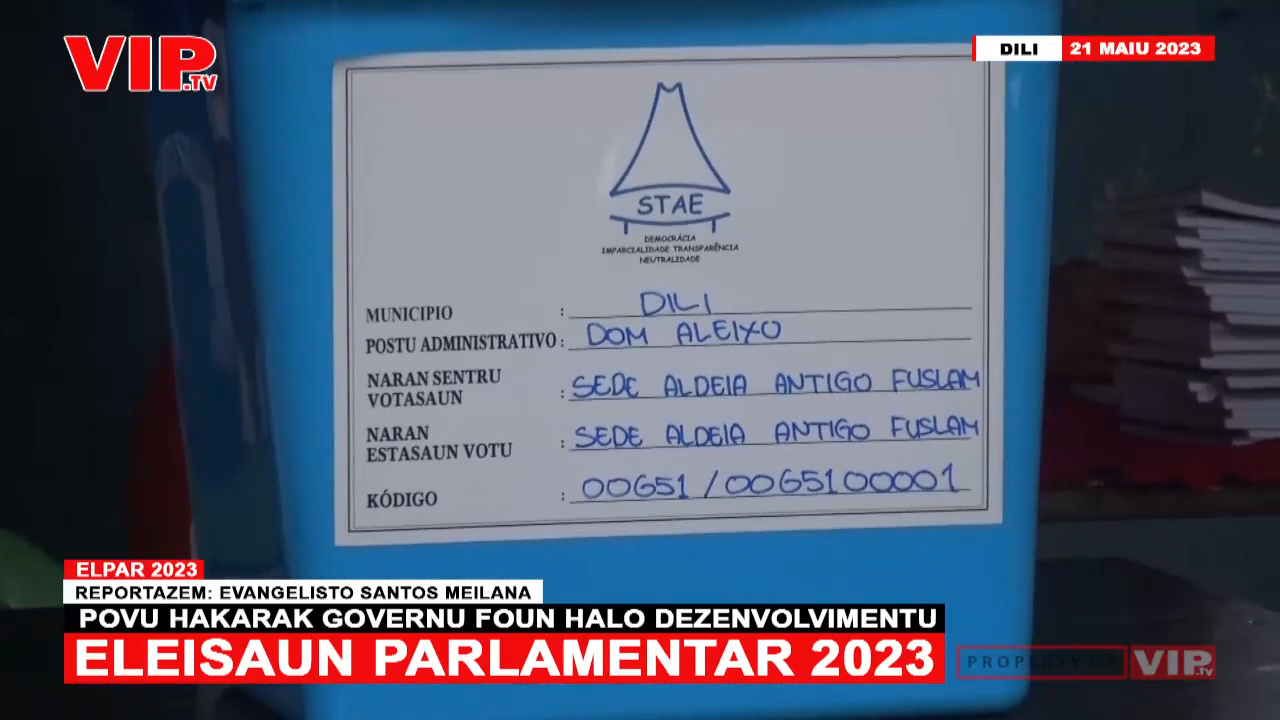 VIP.TV
DILI 21 MAIU 2023
STAE
DEMOCRÁCIA
IMPARCIALIDADE TRANSPARÊNCIA
NEUTRALIDADE
MUNICIPIO : DILI
POSTU ADMINISTRATIVO : DOM ALEIXO
NARAN SENTRU
VOTASAUN : SEDE ALDEIA ANTIGO FUSLAM
NARAN
ESTASAUN VOTU : SEDE ALDEIA ANTIGO FUSLAM
KÓDIGO : 00651 / 0065100001
ELPAR 2023
REPORTAZEM: EVANGELISTO SANTOS MEILANA
POVU HAKARAK GOVERNU FOUN HALO DEZENVOLVIMENTU
ELEISAUN PARLAMENTAR 2023
VIP.TV